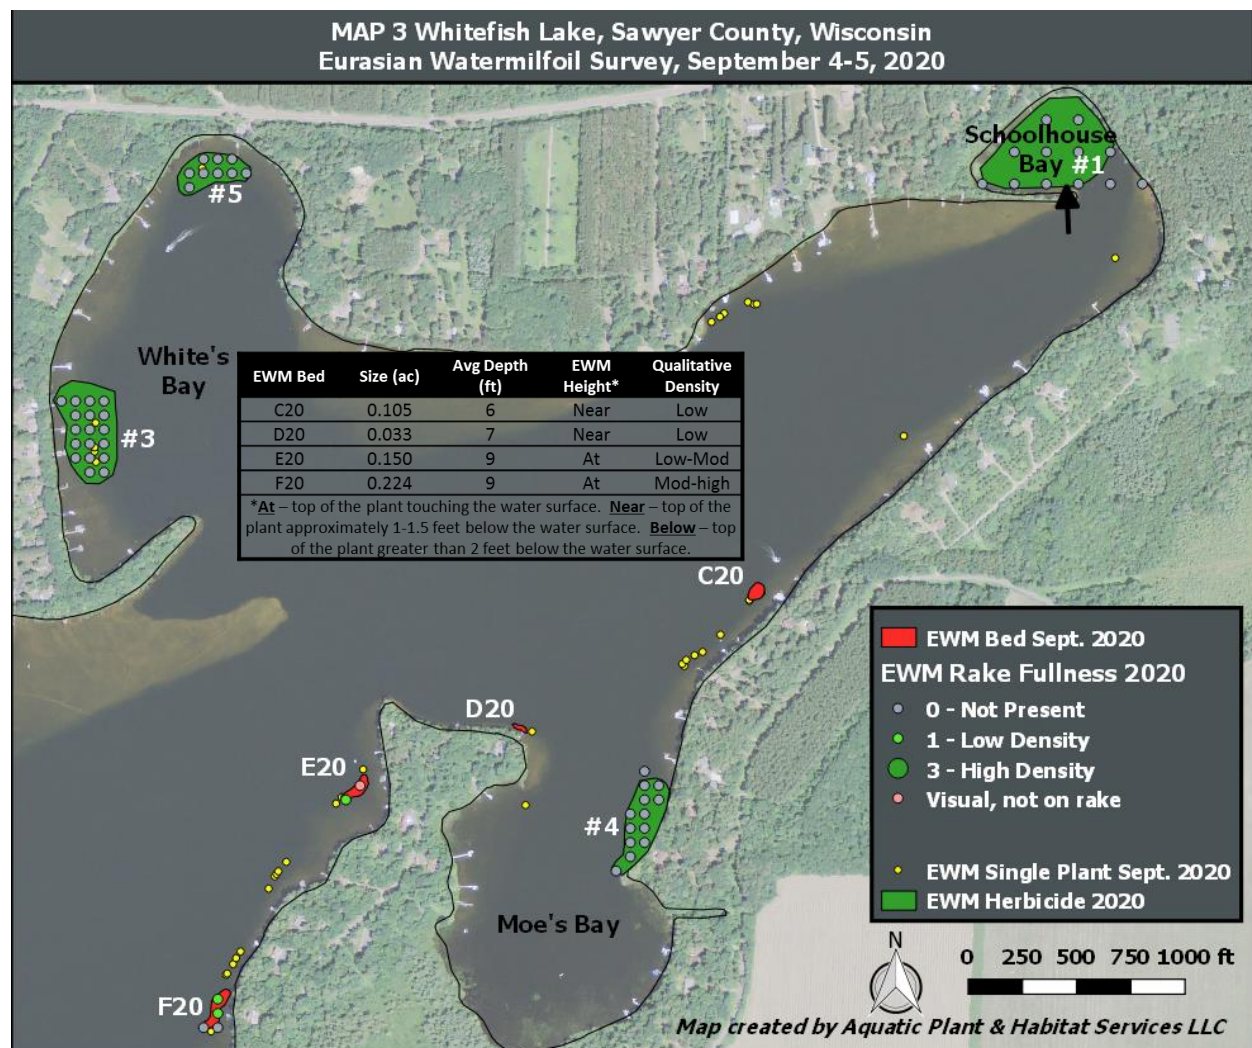 MAP 3 Whitefish Lake, Sawyer County, Wisconsin
Eurasian Watermilfoil Survey, September 4-5, 2020
Schoolhouse
Bay #1
#5
White's
Bay
#3
EWM Bed Size (ac) Avg Depth (ft) EWM Height* Qualitative Density
C20 0.105 6 Near Low
D20 0.033 7 Near Low
E20 0.150 9 At Low-Mod
F20 0.224 9 At Mod-high
*At – top of the plant touching the water surface. Near – top of the
plant approximately 1-1.5 feet below the water surface. Below – top
of the plant greater than 2 feet below the water surface.
C20
D20
E20
#4
Moe's Bay
F20
EWM Bed Sept. 2020
EWM Rake Fullness 2020
0 - Not Present
1 - Low Density
3 - High Density
Visual, not on rake
EWM Single Plant Sept. 2020
EWM Herbicide 2020
N
0 250 500 750 1000 ft
Map created by Aquatic Plant & Habitat Services LLC